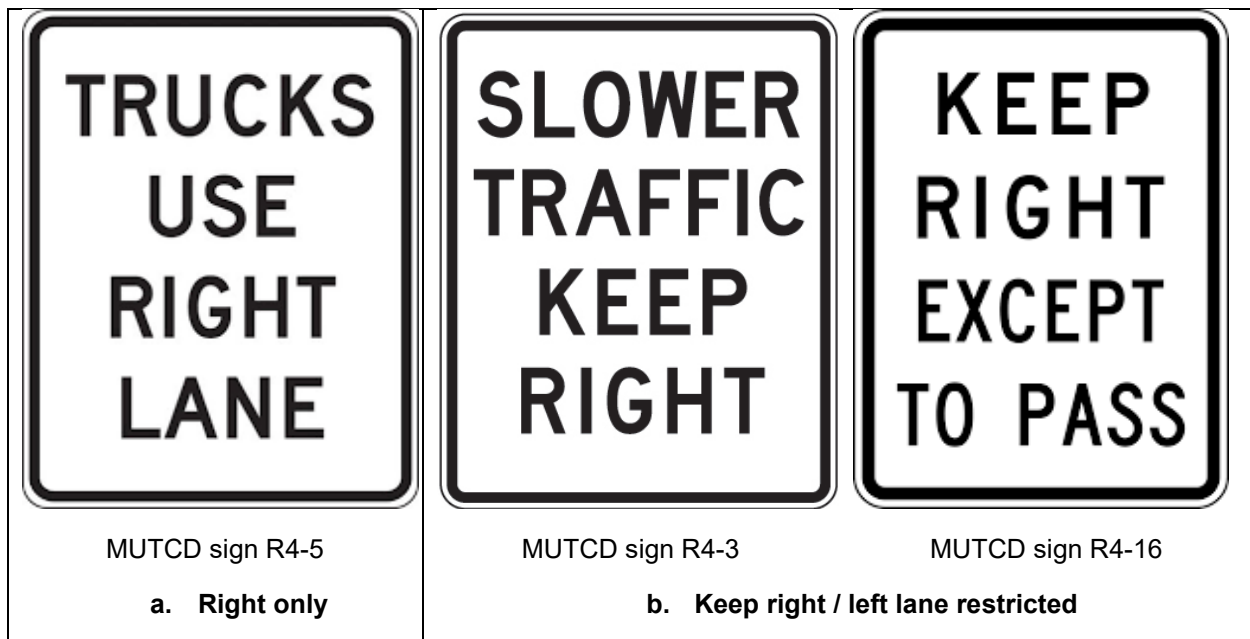 TRUCKS
USE
RIGHT
LANE
MUTCD sign R4-5
a. Right only
SLOWER
TRAFFIC
KEEP
RIGHT
MUTCD sign R4-3
KEEP
RIGHT
EXCEPT
TO PASS
MUTCD sign R4-16
b. Keep right / left lane restricted